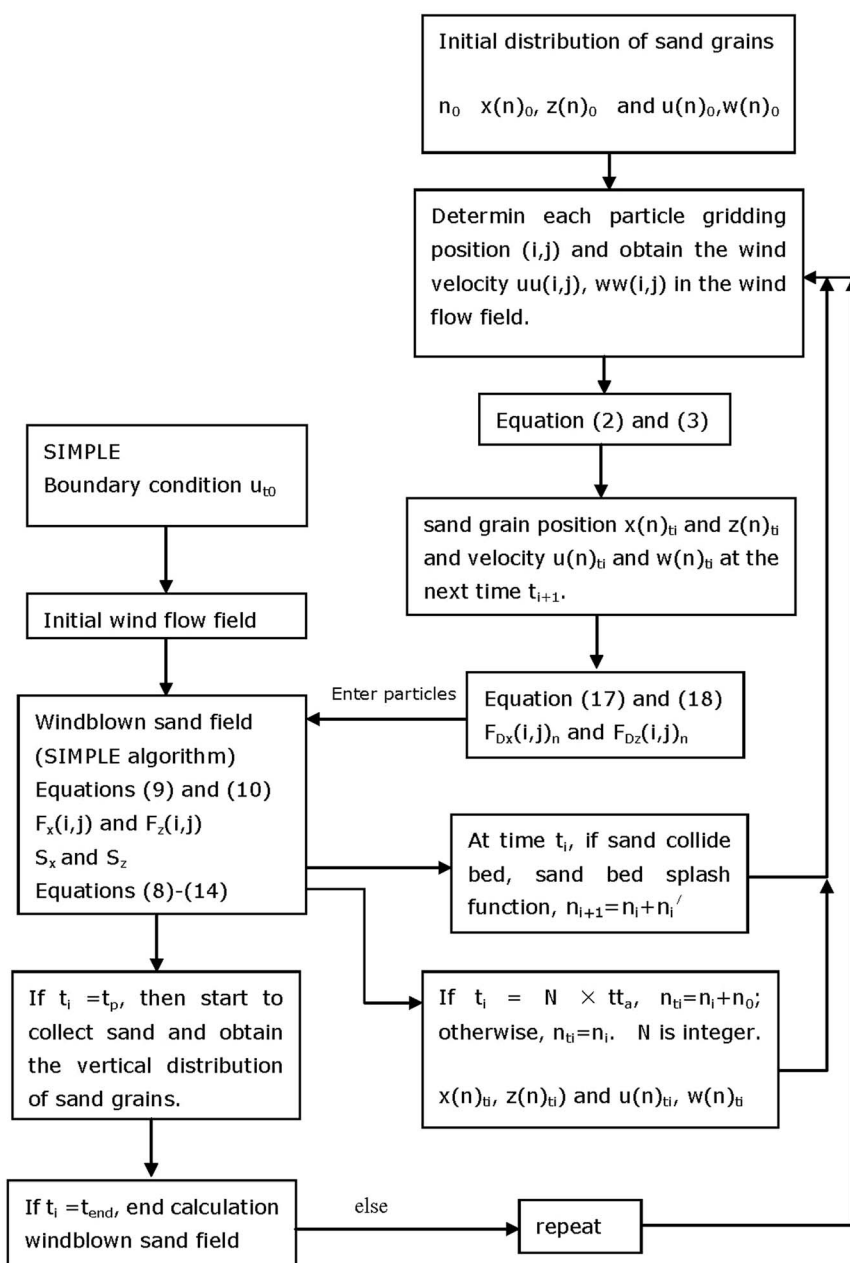 Initial distribution of sand grains
n₀ x(n)₀, z(n)₀ and u(n)₀,w(n)₀
Determin each particle gridding
position (i,j) and obtain the wind
velocity uu(i,j), ww(i,j) in the wind
flow field.
Equation (2) and (3)
sand grain position x(n)ti and z(n)ti
and velocity u(n)ti and w(n)ti at the
next time ti+1.
Equation (17) and (18)
FDx(i,j)n and FDz(i,j)n
Enter particles
SIMPLE
Boundary condition ut0
Initial wind flow field
Windblown sand field
(SIMPLE algorithm)
Equations (9) and (10)
Fx(i,j) and Fz(i,j)
Sx and Sz
Equations (8)-(14)
At time ti, if sand collide
bed, sand bed splash
function, ni+1=ni+ni′
If ti = N × tta, nti=ni+n0;
otherwise, nti=ni. N is integer.
x(n)ti, z(n)ti) and u(n)ti, w(n)ti
If ti =tp, then start to
collect sand and obtain
the vertical distribution
of sand grains.
If ti =tend, end calculation
windblown sand field
else
repeat